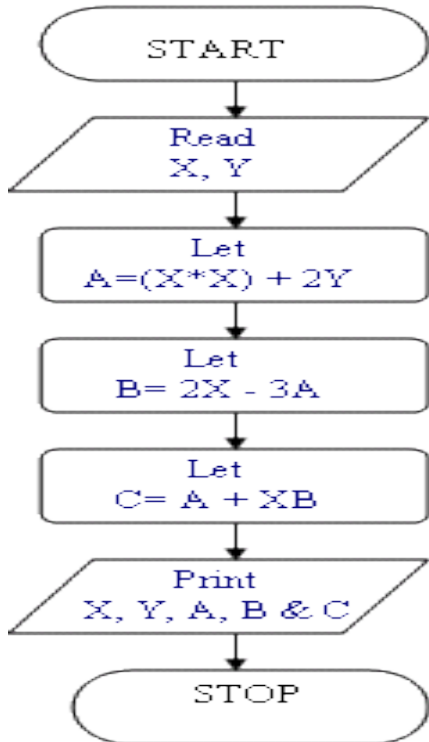 START
Read
X, Y
Let
A=(X*X) + 2Y
Let
B= 2X - 3A
Let
C= A + XB
Print
X, Y, A, B & C
STOP